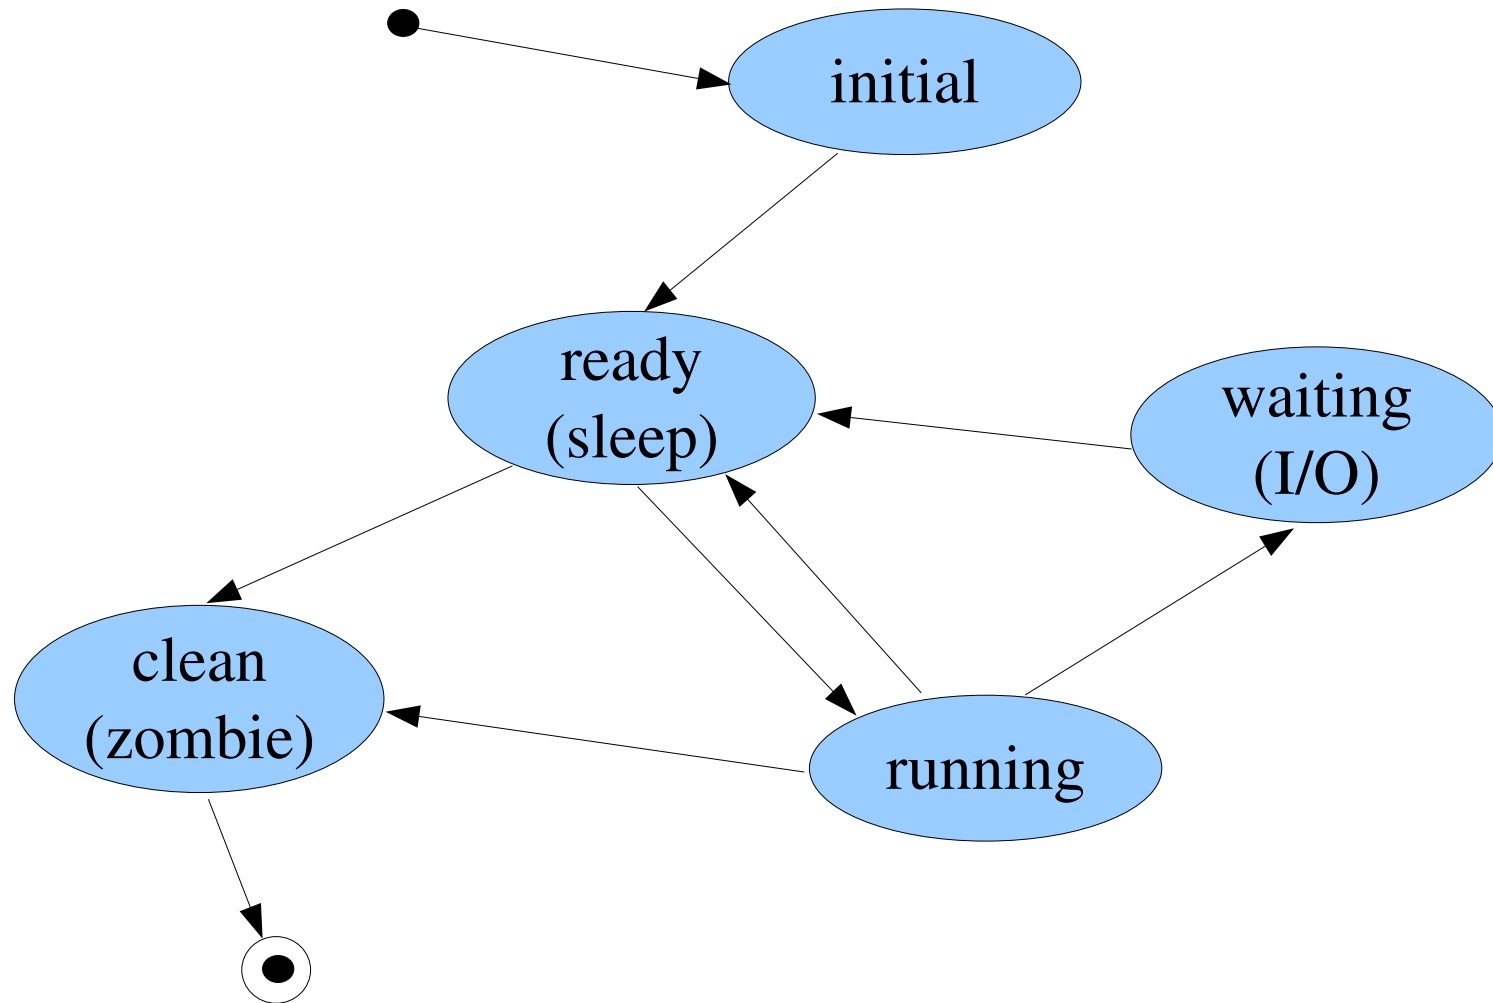 initial
ready
(sleep)
waiting
(I/O)
clean
(zombie)
running